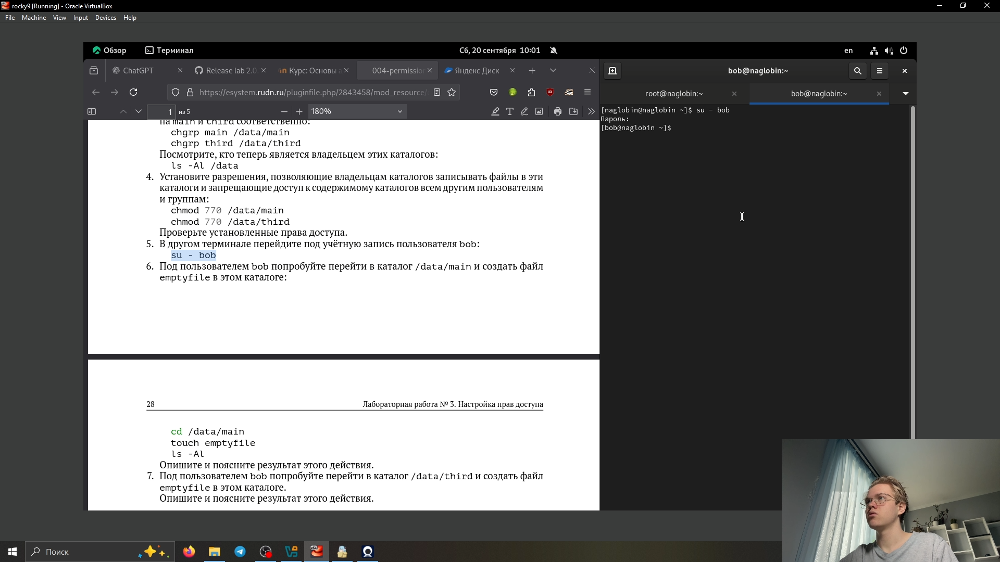 rocky9 [Running] - Oracle VirtualBox
File Machine View Input Devices Help
Обзор Терминал Сб, 20 сентября 10:01 en
ChatGPT Release lab 2.0. Курс: Основы а 004-permission Яндекс Диск
https://esystem.rudn.ru/pluginfile.php/2843458/mod_resource/
1 из 5 180%
на main и third соответственно:
chgrp main /data/main
chgrp third /data/third
Посмотрите, кто теперь является владельцем этих каталогов:
ls -Al /data
4. Установите разрешения, позволяющие владельцам каталогов записывать файлы в эти
каталоги и запрещающие доступ к содержимому каталогов всем другим пользователям
и группам:
chmod 770 /data/main
chmod 770 /data/third
Проверьте установленные права доступа.
5. В другом терминале перейдите под учётную запись пользователя bob:
su - bob
6. Под пользователем bob попробуйте перейти в каталог /data/main и создать файл
emptyfile в этом каталоге:
28 Лабораторная работа № 3. Настройка прав доступа
cd /data/main
touch emptyfile
ls -Al
Опишите и поясните результат этого действия.
7. Под пользователем bob попробуйте перейти в каталог /data/third и создать файл
emptyfile в этом каталоге.
Опишите и поясните результат этого действия.
bob@naglobin:~
root@naglobin:~ bob@naglobin:~
[naglobin@naglobin ~]$ su - bob
Пароль:
[bob@naglobin ~]$
Поиск